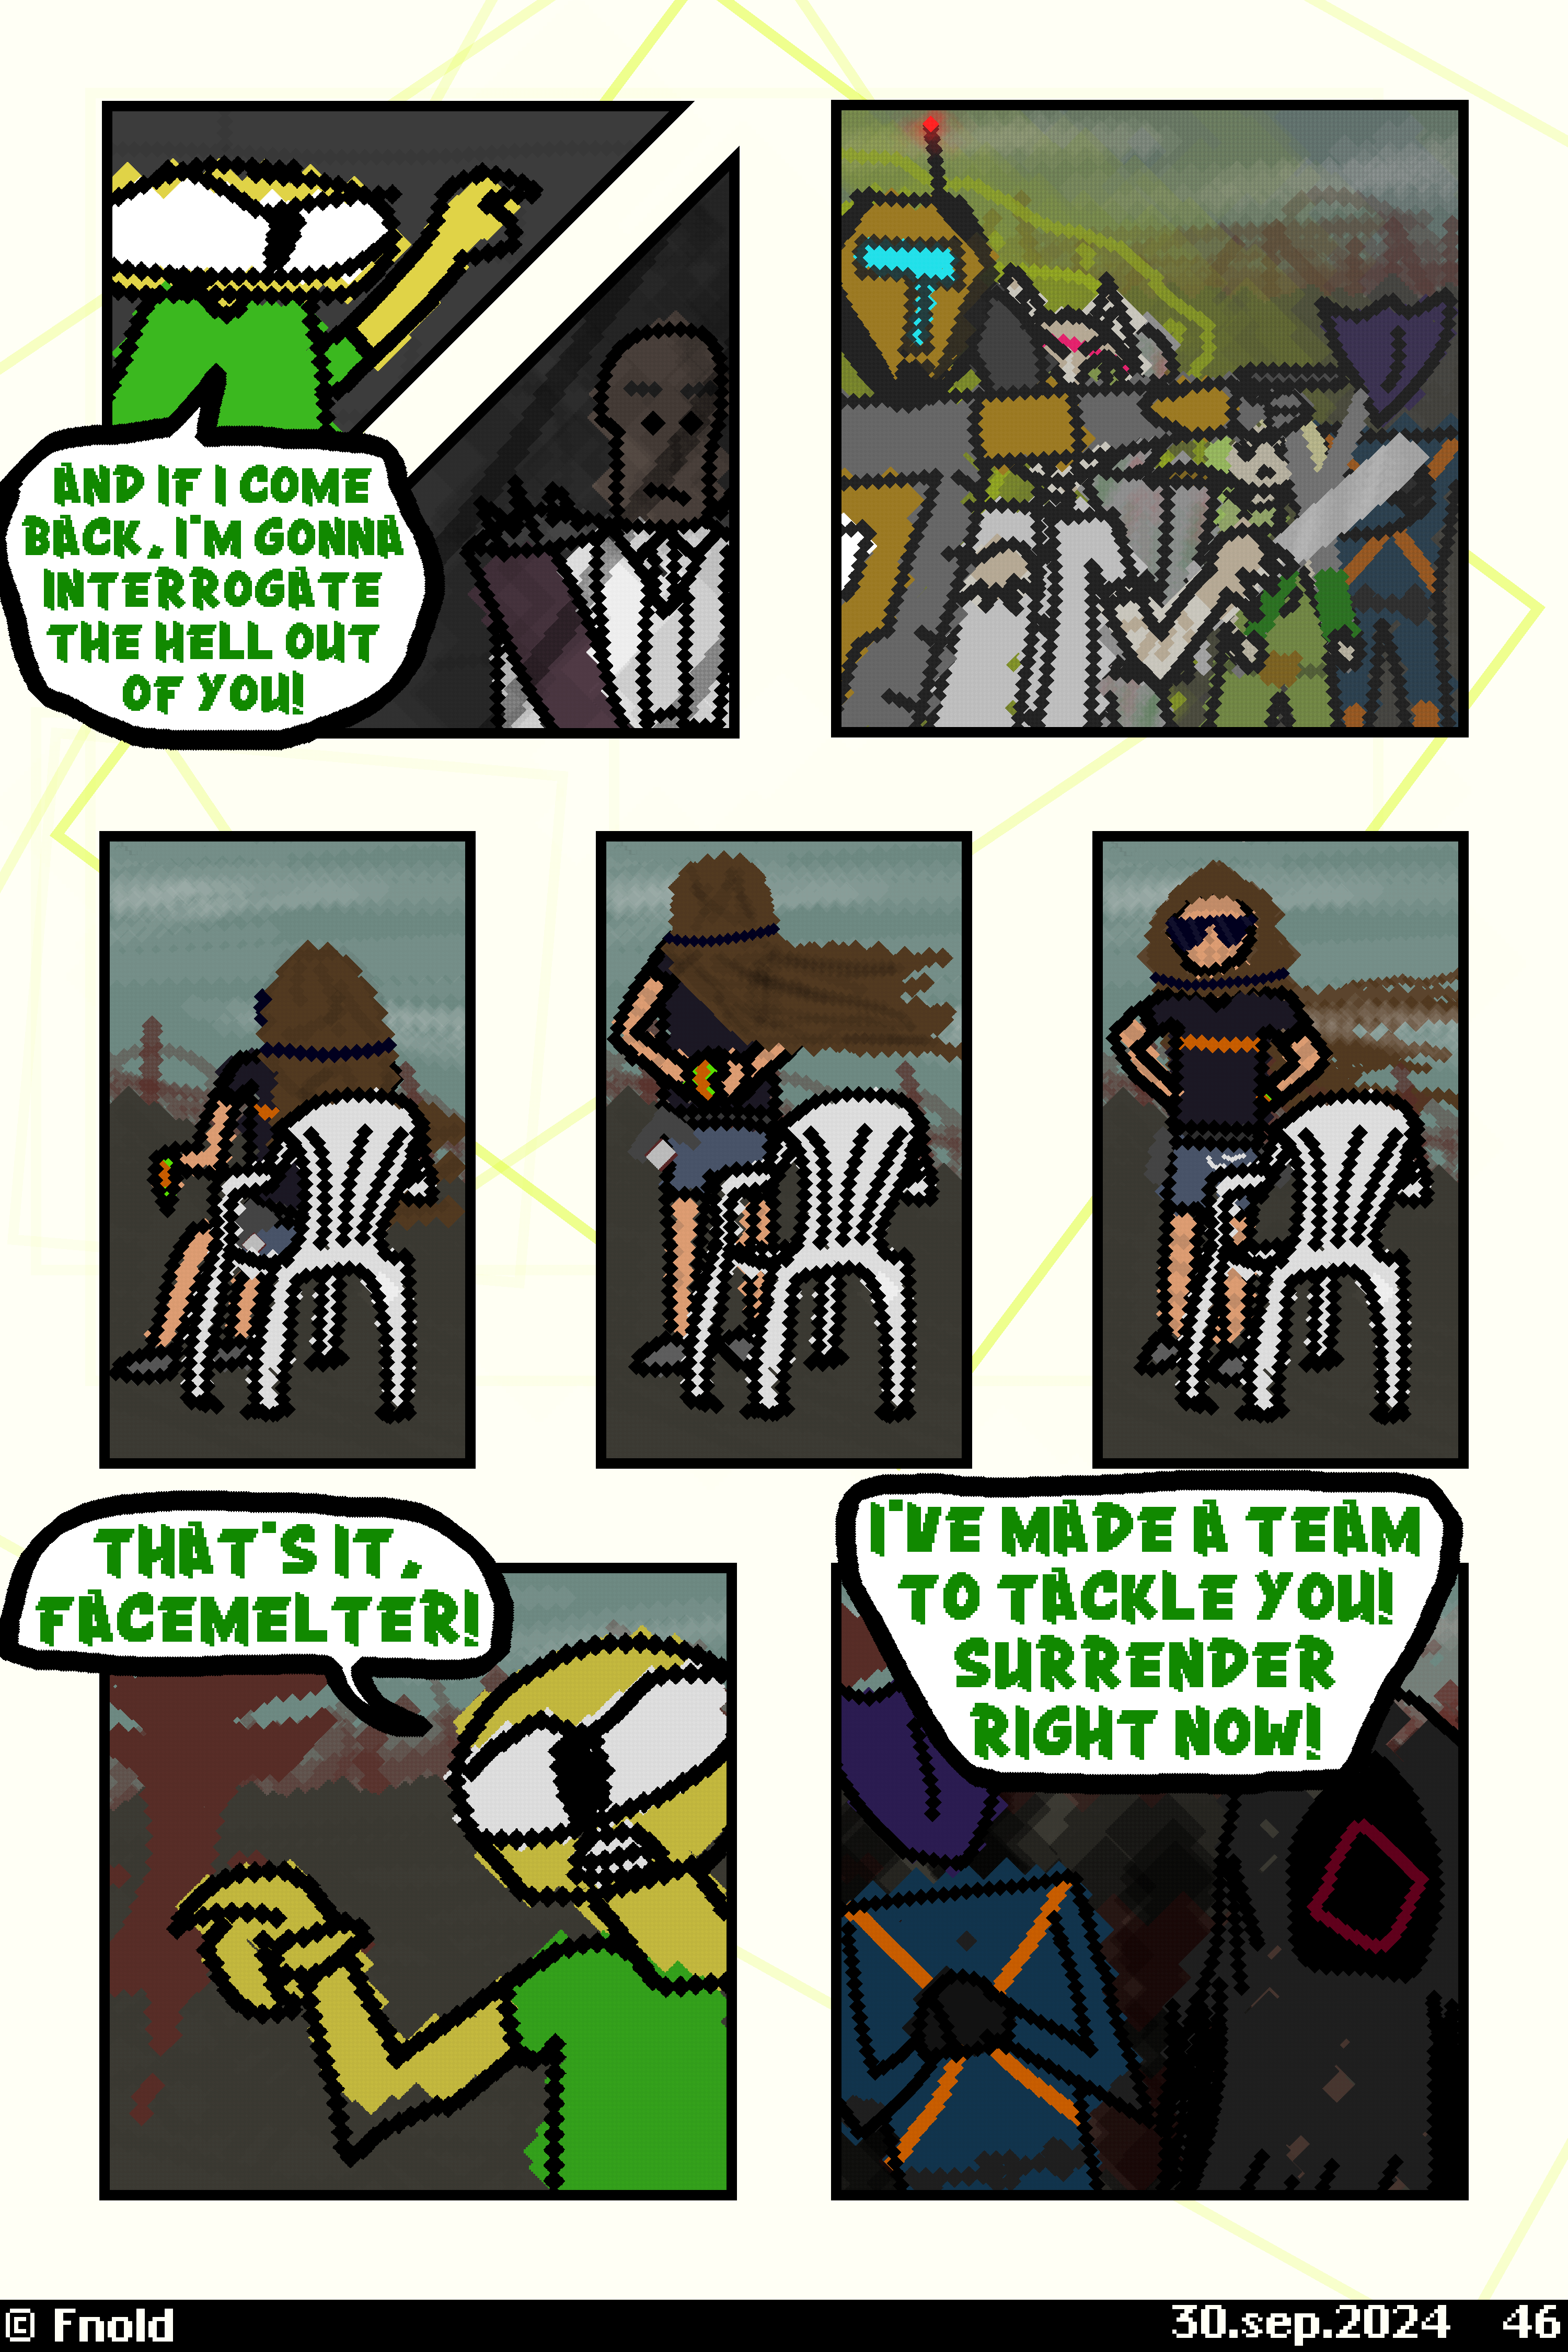 AND IF I COME
BACK, I'M GONNA
INTERROGATE
THE HELL OUT
OF YOU!
THAT'S IT,
FACEMELTER!
I'VE MADE A TEAM
TO TACKLE YOU!
SURRENDER
RIGHT NOW!
© Fnold
30.sep.2024 46